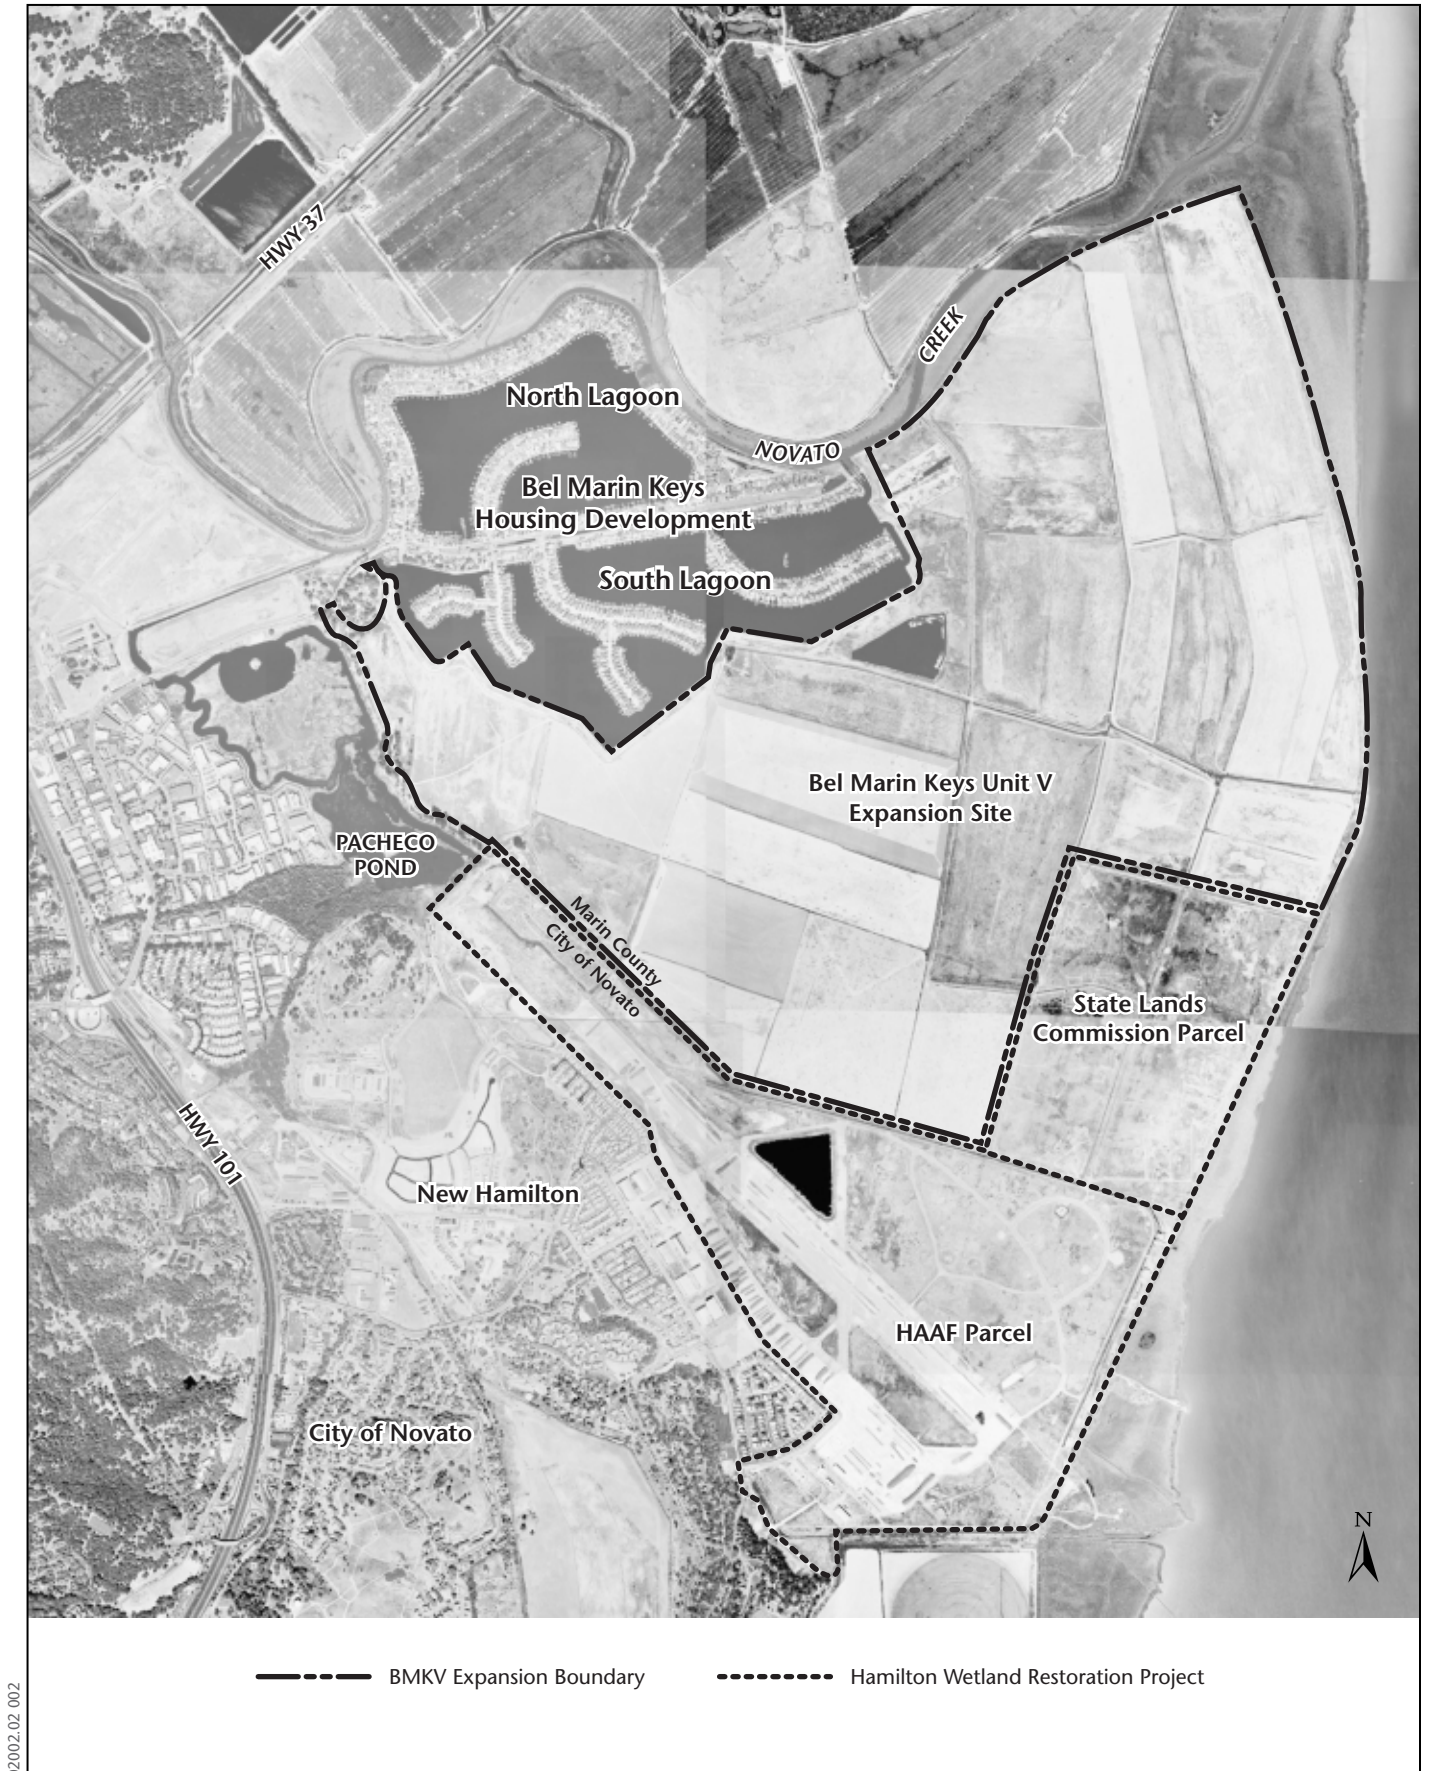 HWY 37
CREEK
North Lagoon
NOVATO
Bel Marin Keys
Housing Development
South Lagoon
Bel Marin Keys Unit V
Expansion Site
PACHECO
POND
Marin County
City of Novato
State Lands
Commission Parcel
HWY 101
New Hamilton
HAAF Parcel
City of Novato
N
BMKV Expansion Boundary
Hamilton Wetland Restoration Project
02002.02 002